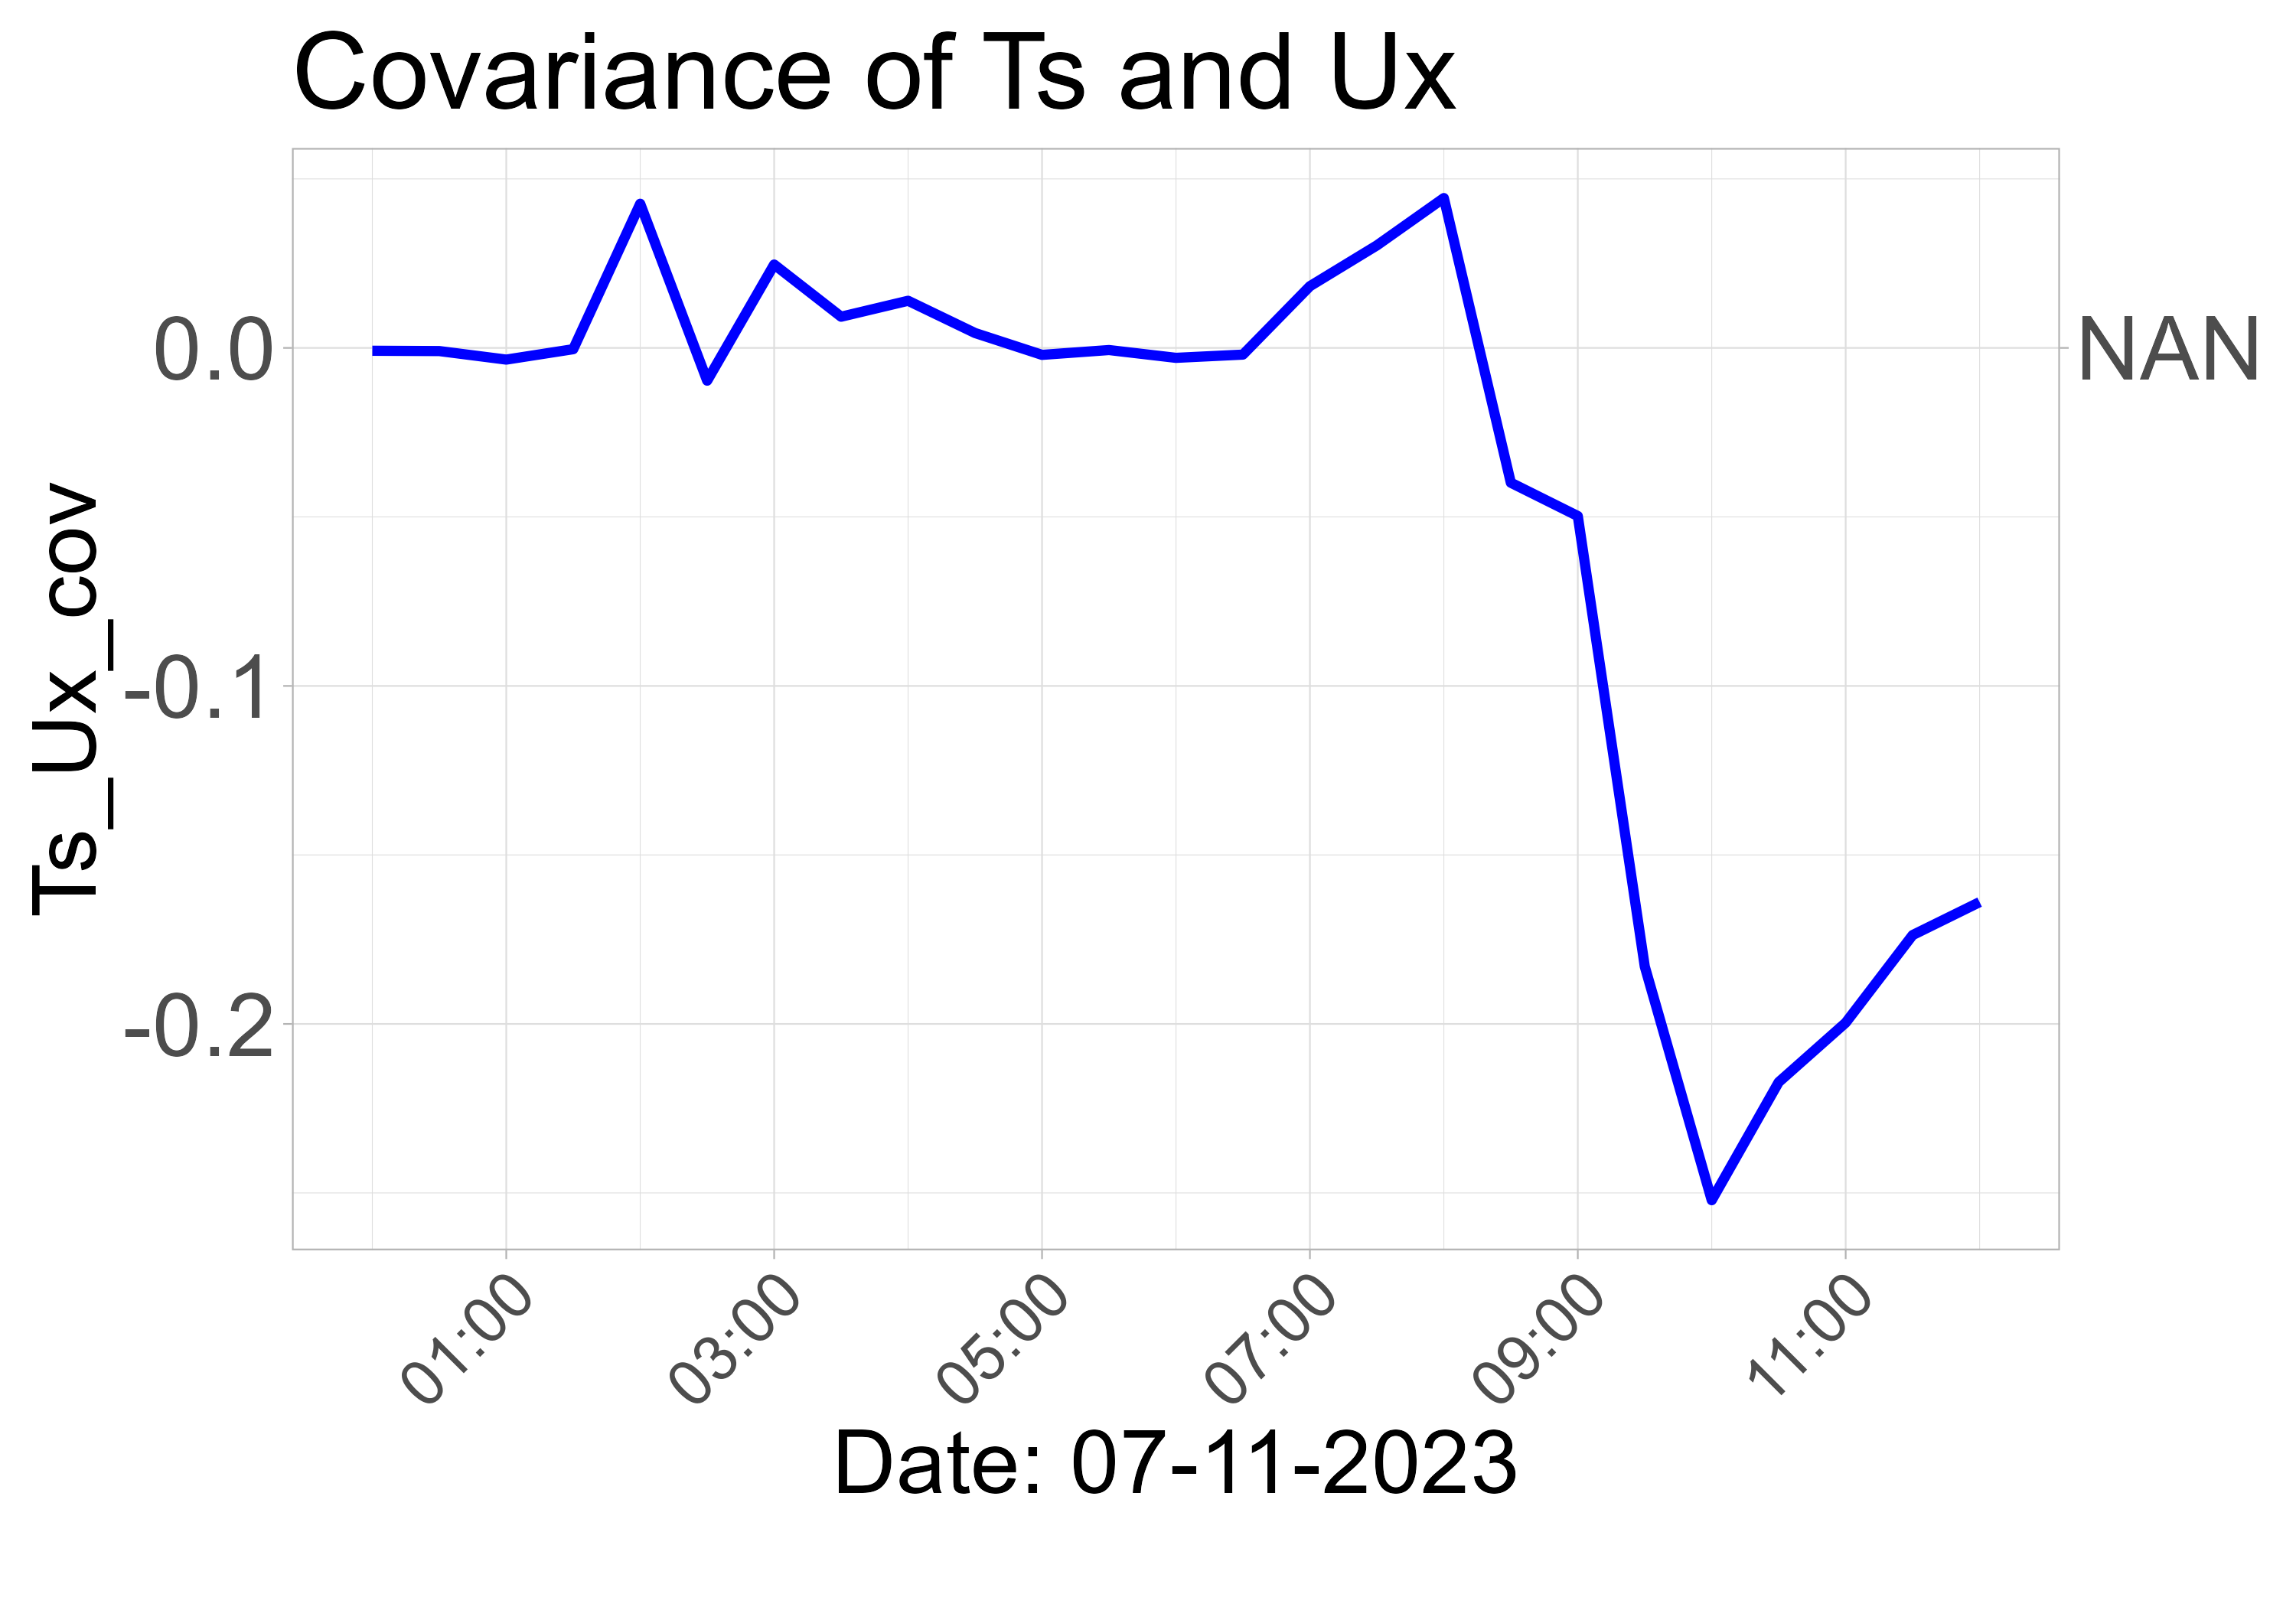 Covariance of Ts and Ux
Ts_Ux_cov
0.0
-0.1
-0.2
NAN
01:00
03:00
05:00
07:00
09:00
11:00
Date: 07-11-2023